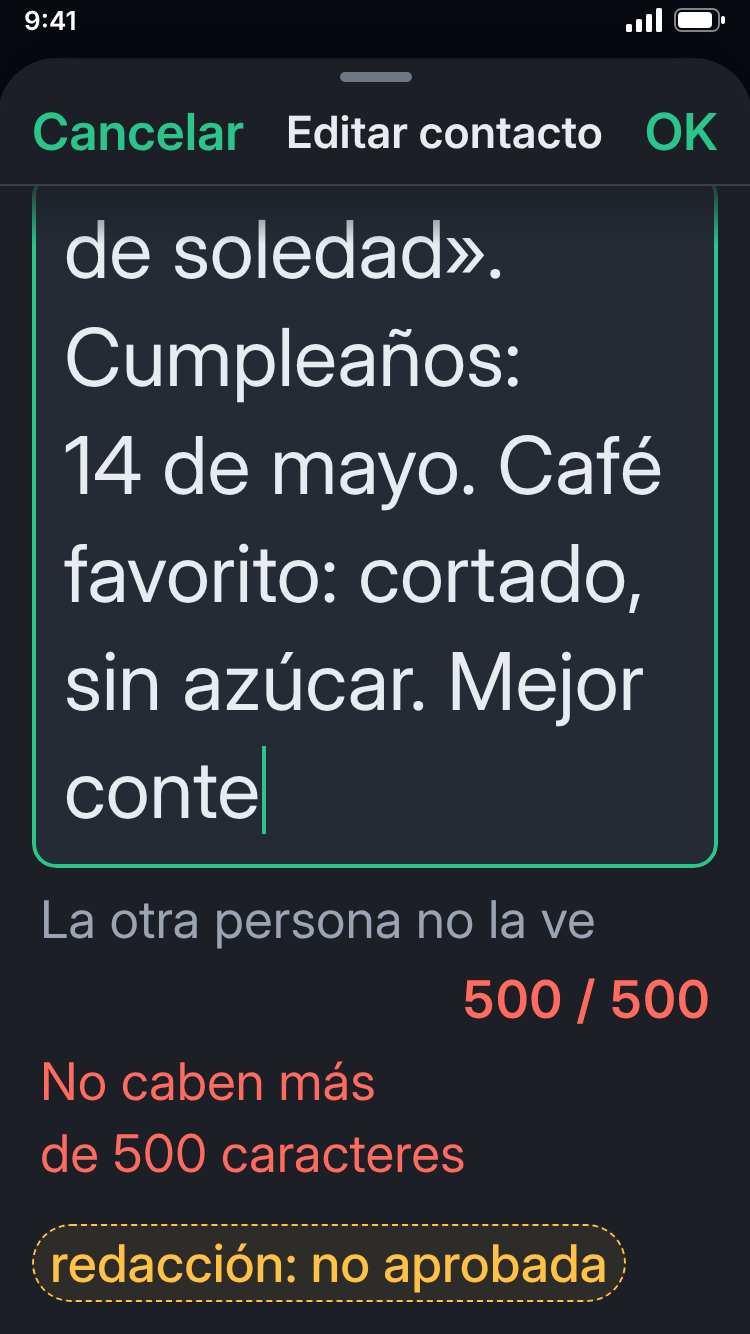 9:41
Cancelar Editar contacto OK
de soledad».
Cumpleaños:
14 de mayo. Café
favorito: cortado,
sin azúcar. Mejor
conte
La otra persona no la ve
500 / 500
No caben más
de 500 caracteres
redacción: no aprobada